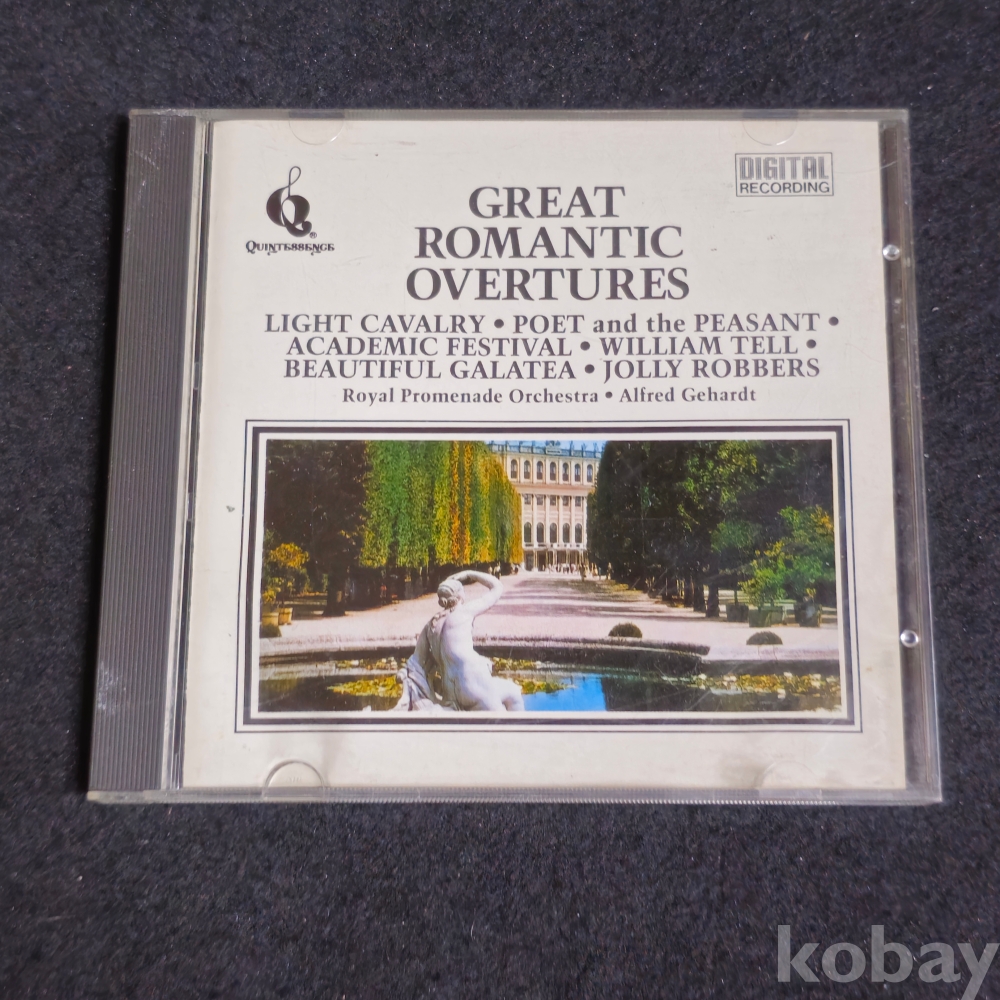 QUINTESSENCE
®
DIGITAL
RECORDING
GREAT
ROMANTIC
OVERTURES
LIGHT CAVALRY • POET and the PEASANT •
ACADEMIC FESTIVAL • WILLIAM TELL •
BEAUTIFUL GALATEA • JOLLY ROBBERS
Royal Promenade Orchestra • Alfred Gehardt
kobay